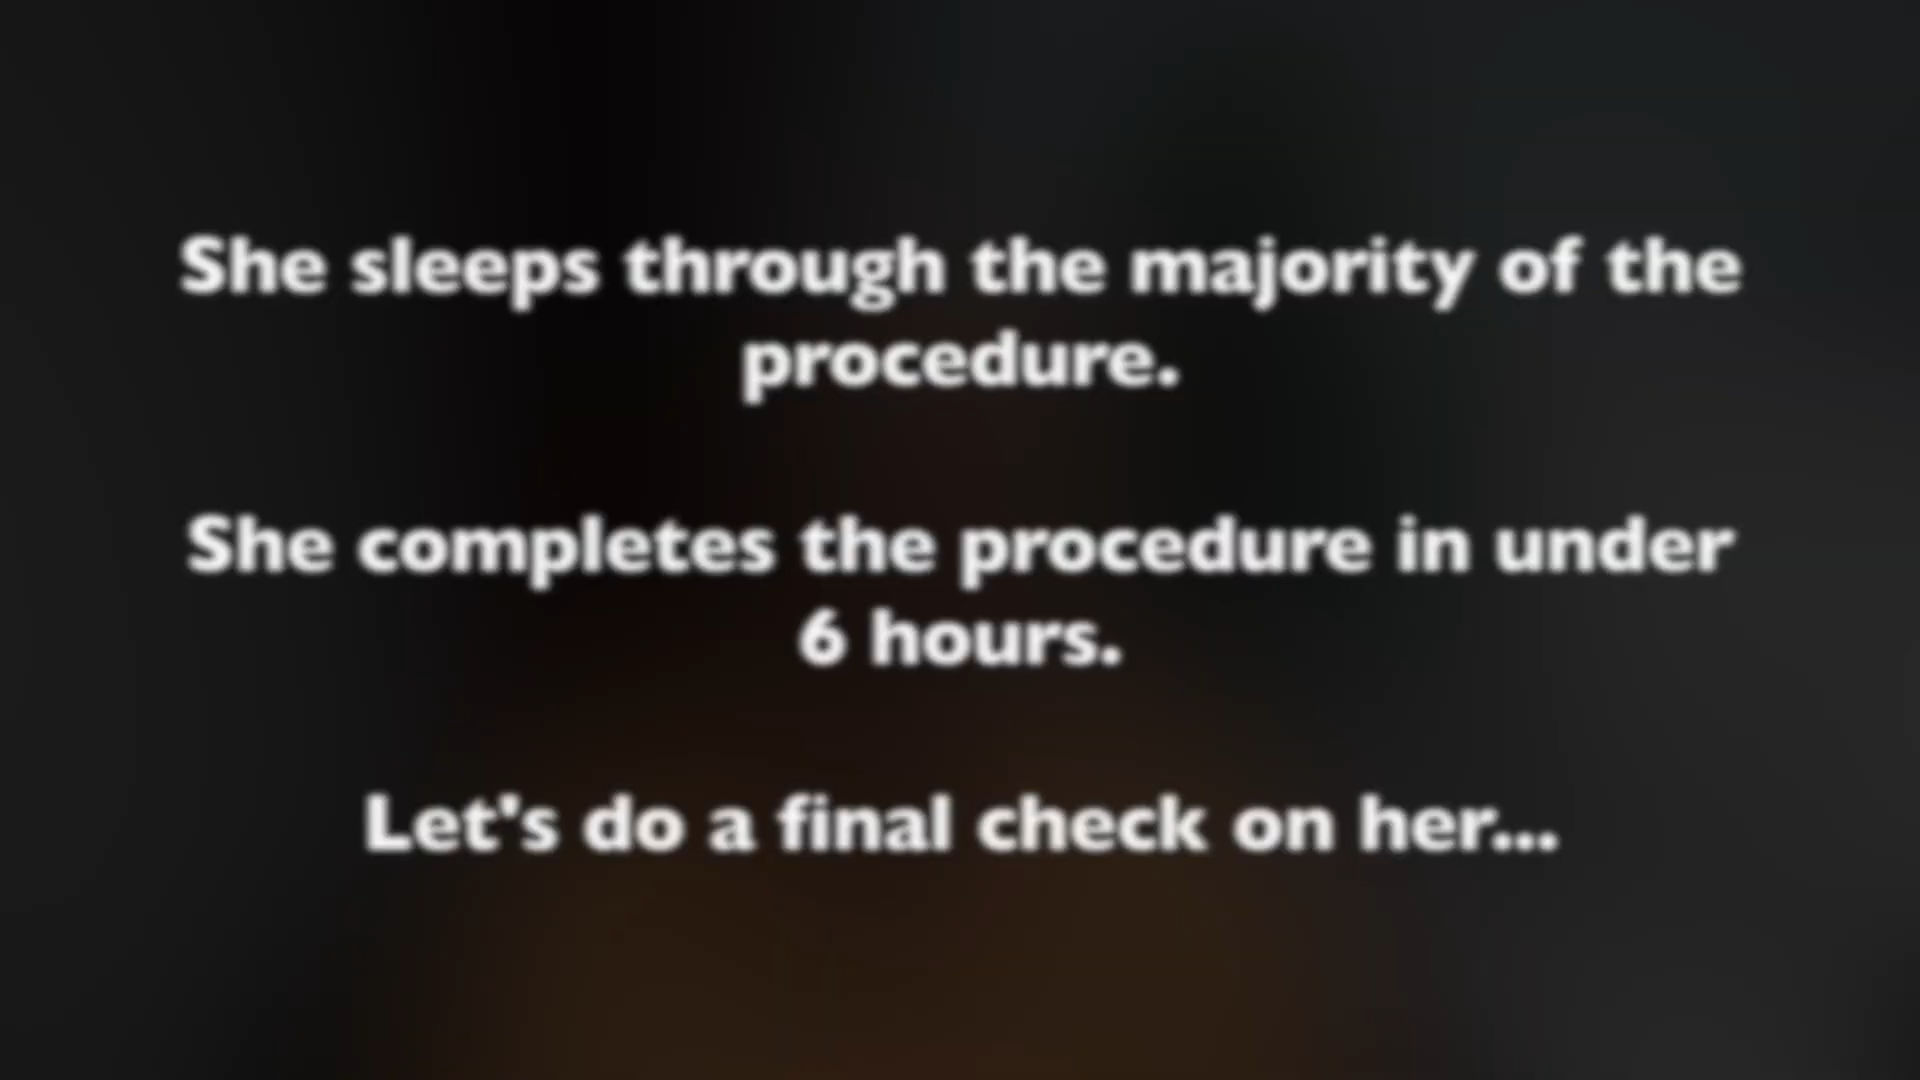 She sleeps through the majority of the
procedure.
She completes the procedure in under
6 hours.
Let's do a final check on her...